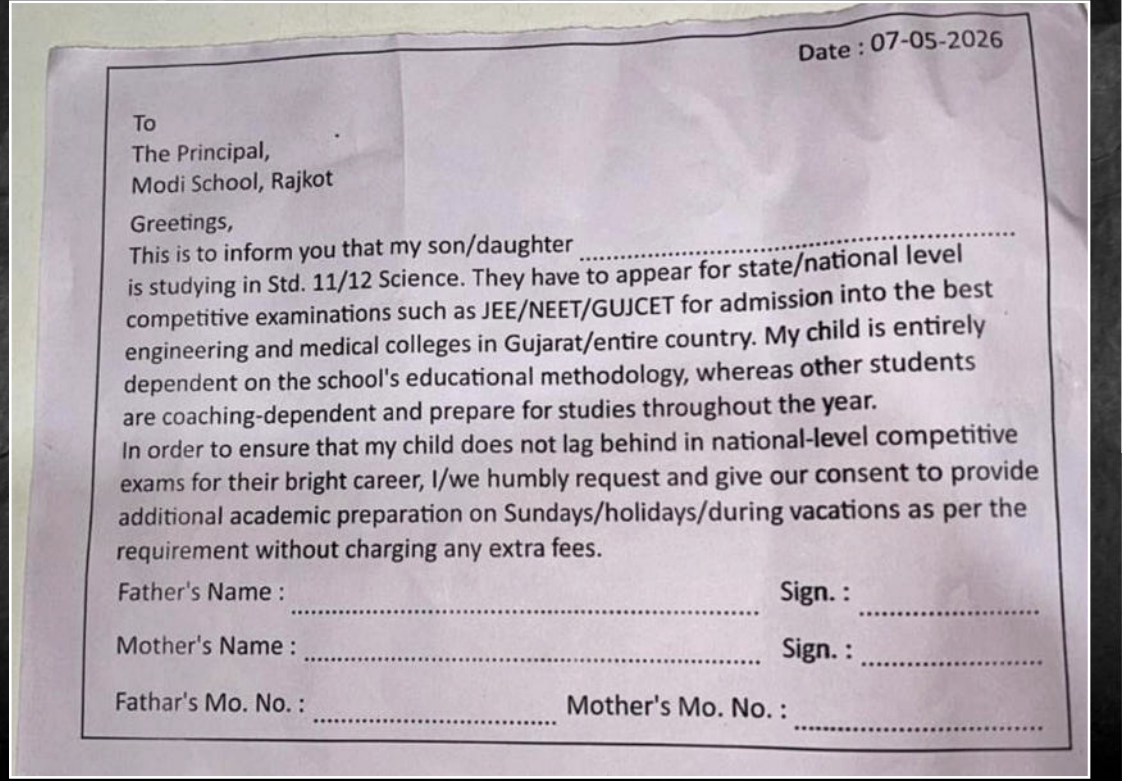 Date : 07-05-2026
To
The Principal,
Modi School, Rajkot
Greetings,
This is to inform you that my son/daughter ........................................
is studying in Std. 11/12 Science. They have to appear for state/national level
competitive examinations such as JEE/NEET/GUJCET for admission into the best
engineering and medical colleges in Gujarat/entire country. My child is entirely
dependent on the school's educational methodology, whereas other students
are coaching-dependent and prepare for studies throughout the year.
In order to ensure that my child does not lag behind in national-level competitive
exams for their bright career, I/we humbly request and give our consent to provide
additional academic preparation on Sundays/holidays/during vacations as per the
requirement without charging any extra fees.
Father's Name : ........................................ Sign. : ....................
Mother's Name : ........................................ Sign. : ....................
Fathar's Mo. No. : .................... Mother's Mo. No. : ....................